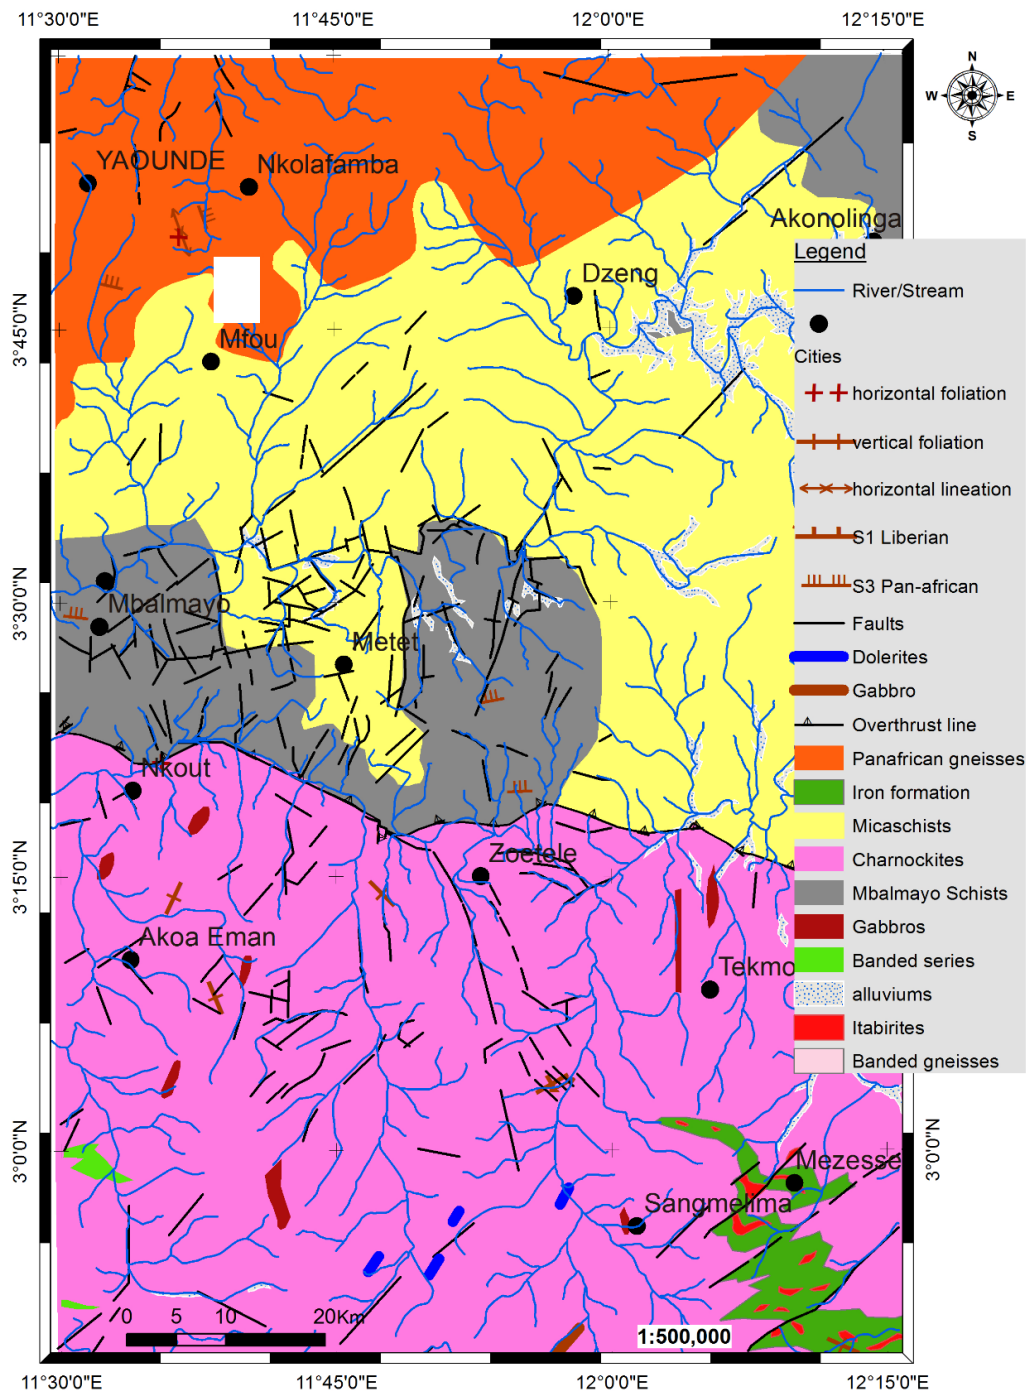 11°30'0"E
11°45'0"E
12°0'0"E
12°15'0"E
N
W
E
S
YAOUNDE
Nkolafamba
Akonolinga
Dzeng
Mfou
3°45'0"N
Legend
River/Stream
Cities
horizontal foliation
vertical foliation
horizontal lineation
S1 Liberian
S3 Pan-african
Faults
Dolerites
Gabbro
Overthrust line
Panafrican gneisses
Iron formation
Micaschists
Charnockites
Mbalmayo Schists
Gabbros
Banded series
alluviums
Itabirites
Banded gneisses
3°30'0"N
Mbalmayo
Metet
Nkout
Zoetele
3°15'0"N
Akoa Eman
Tekmo
3°0'0"N
3°0'0"N
Mezesse
Sangmelima
0
5
10
20Km
1:500,000
11°30'0"E
11°45'0"E
12°0'0"E
12°15'0"E